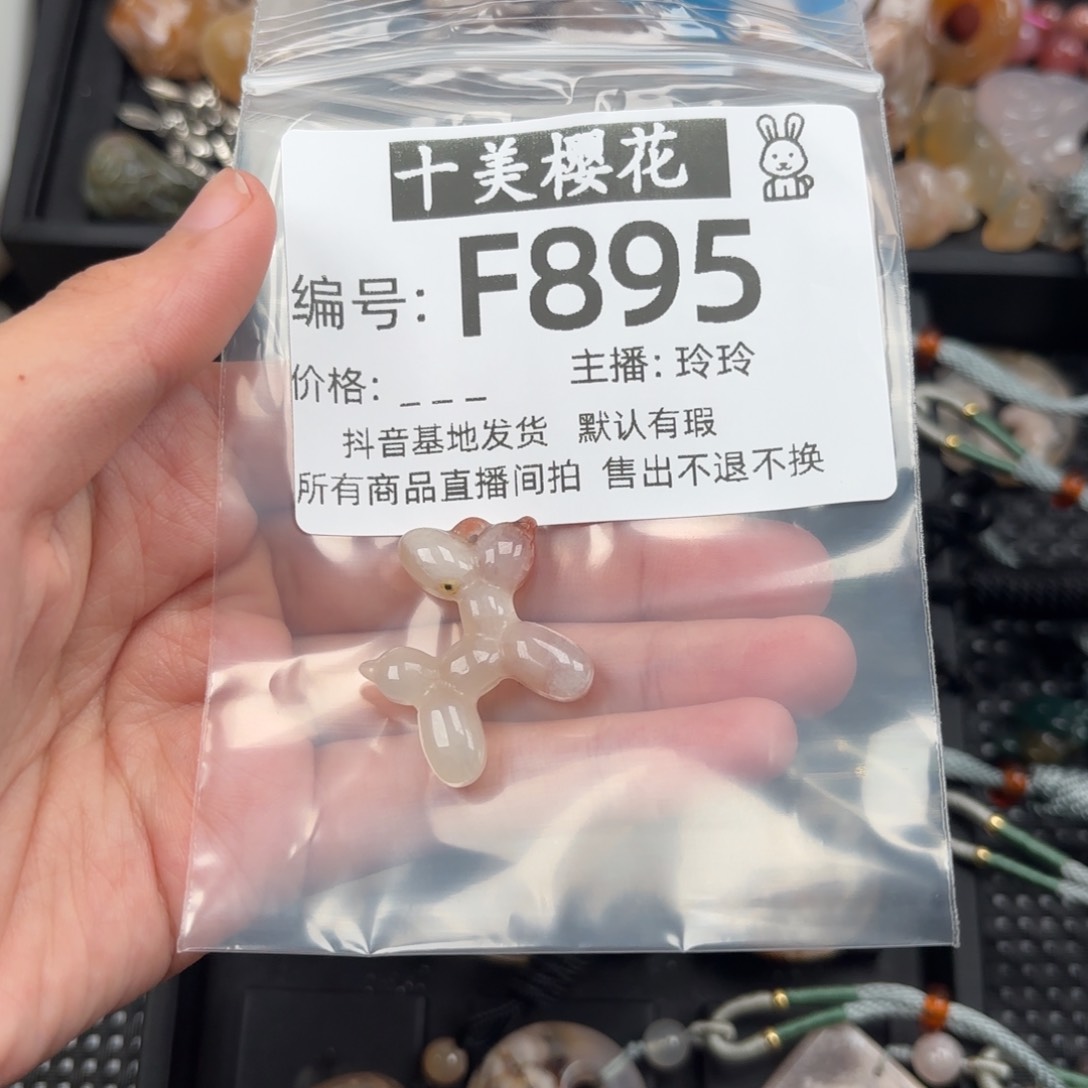 十美樱花
编号: F895
价格: _ _ _ 主播: 玲玲
抖音基地发货 默认有瑕
所有商品直播间拍 售出不退不换